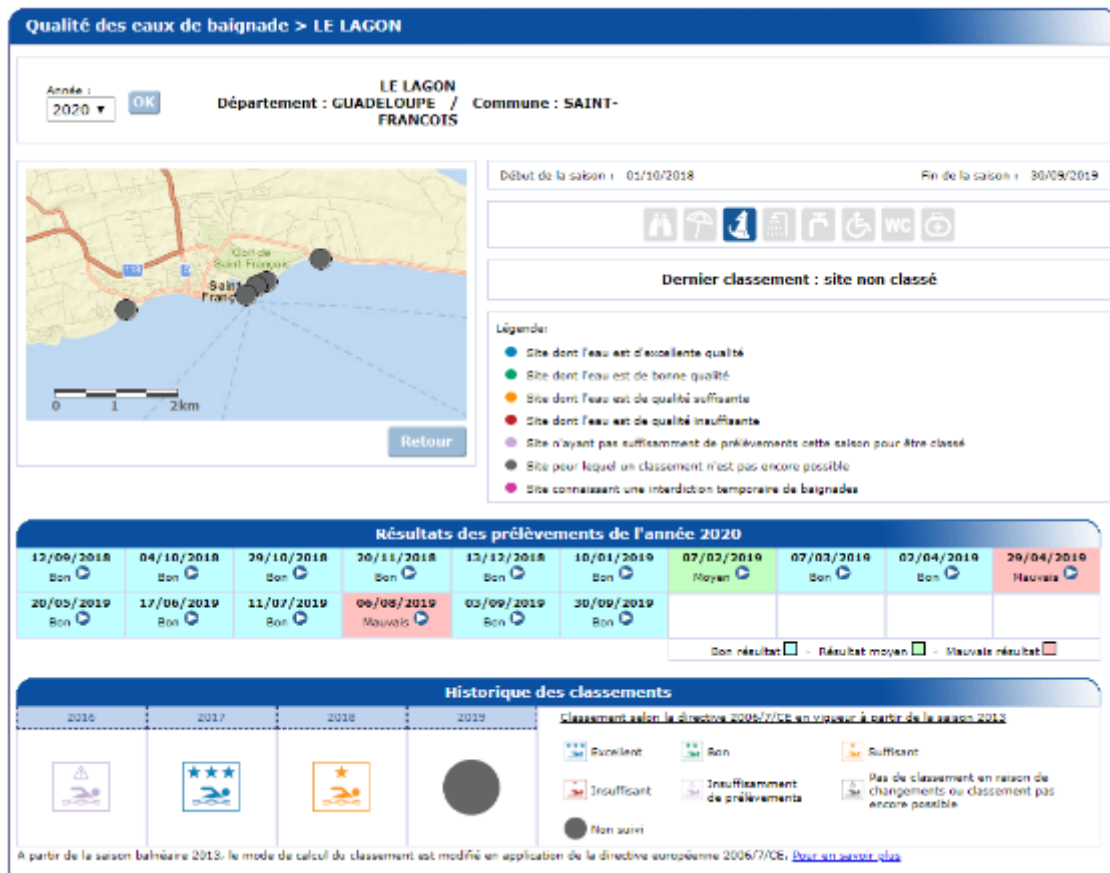 Qualité des eaux de baignade > LE LAGON
Année :
2020
OK
LE LAGON
Département : GUADELOUPE / Commune : SAINT-
FRANCOIS
Début de la saison : 01/10/2018
Fin de la saison : 30/09/2019
WC
Dernier classement : site non classé
Golf de
Saint François
Saint
Franç
0 1 2km
Retour
Légende:
Site dont l'eau est d'excellente qualité
Site dont l'eau est de bonne qualité
Site dont l'eau est de qualité suffisante
Site dont l'eau est de qualité insuffisante
Site n'ayant pas suffisamment de prélèvements cette saison pour être classé
Site pour lequel un classement n'est pas encore possible
Site connaissant une interdiction temporaire de baignades
Résultats des prélèvements de l'année 2020
12/09/2018 04/10/2018 29/10/2018 20/11/2018 13/12/2018 10/01/2019 07/02/2019 07/03/2019 02/04/2019 29/04/2019
Bon Bon Bon Bon Bon Bon Moyen Bon Bon Mauvais
20/05/2019 17/06/2019 11/07/2019 06/08/2019 03/09/2019 30/09/2019
Bon Bon Bon Mauvais Bon Bon
Bon résultat - Résultat moyen - Mauvais résultat
Historique des classements
2016 2017 2018 2019
Classement selon la directive 2006/7/CE en vigueur à partir de la saison 2013
Excellent Bon Suffisant
Insuffisant
Insuffisamment
de prélèvements
Pas de classement en raison de
changements ou classement pas
encore possible
Non suivi
A partir de la saison balnéaire 2013, le mode de calcul du classement est modifié en application de la directive européenne 2006/7/CE. Pour en savoir plus